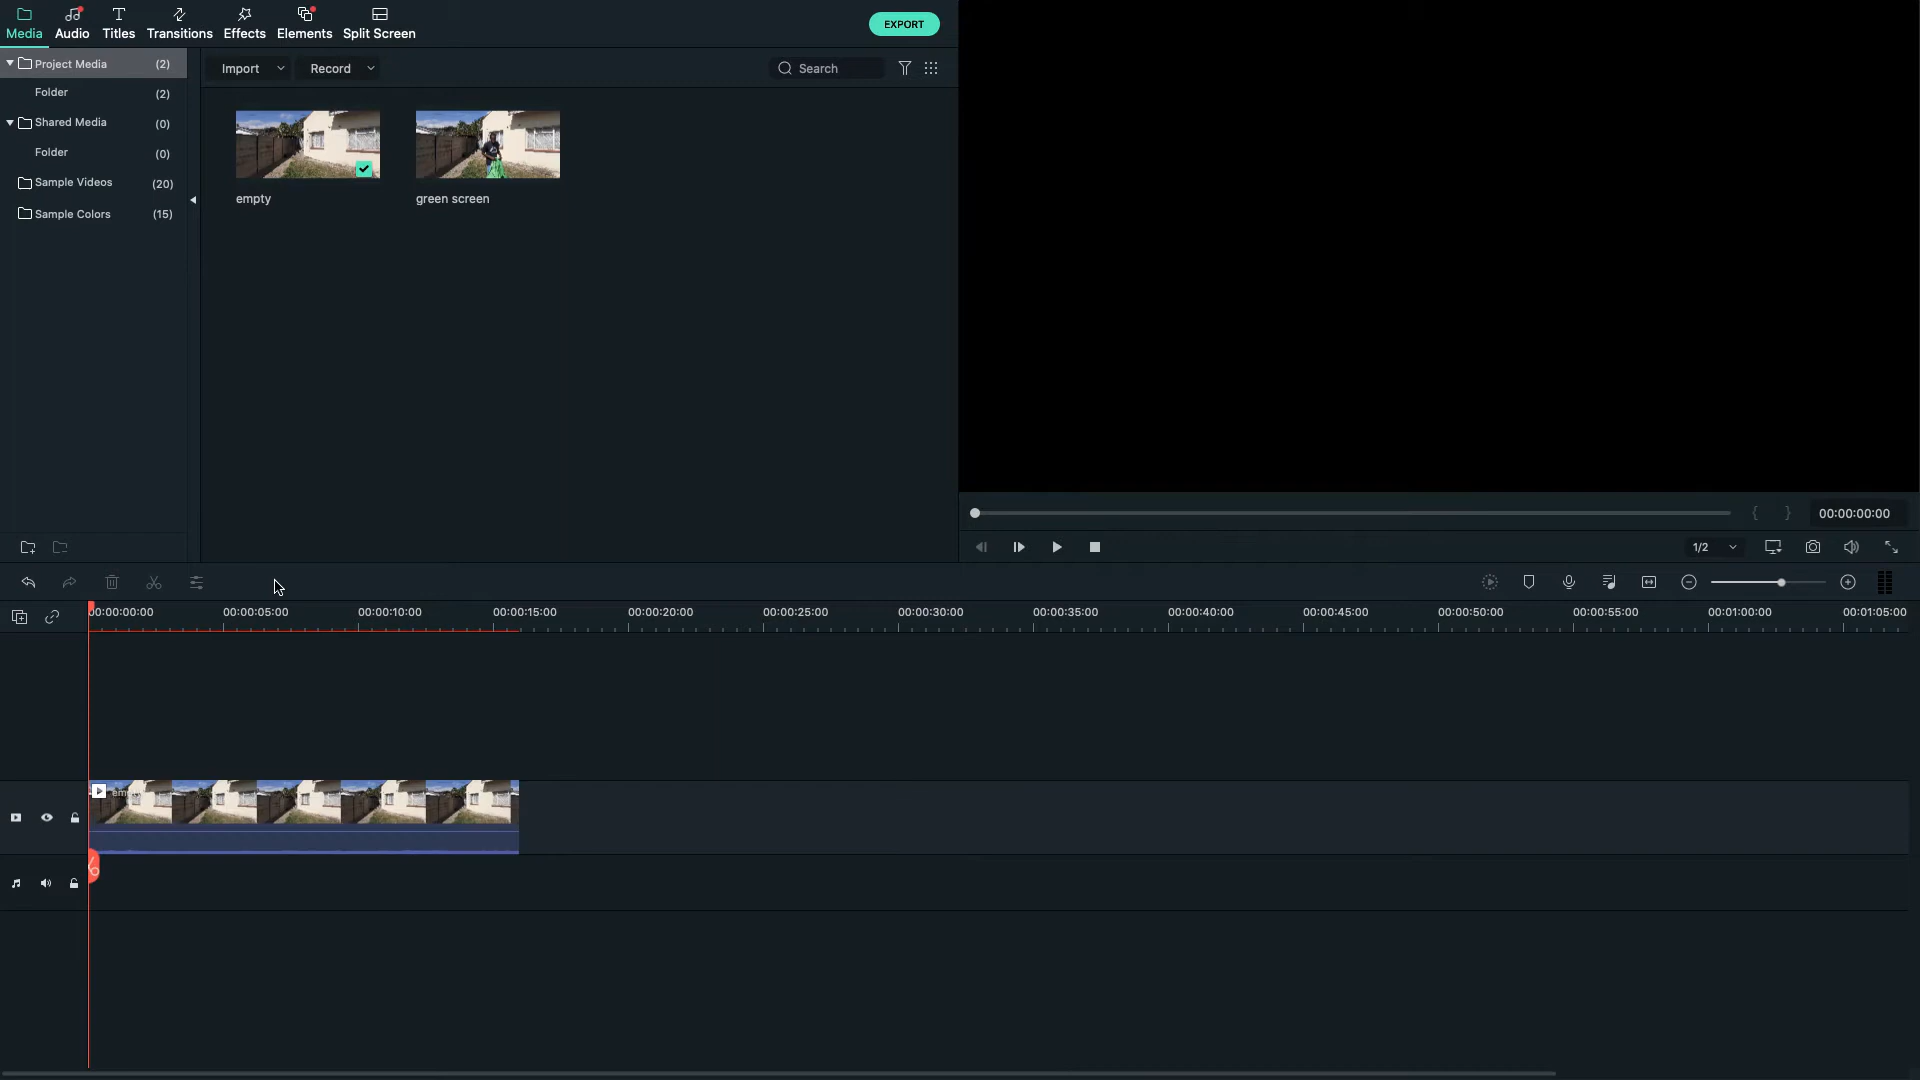 Media Audio Titles Transitions Effects Elements Split Screen EXPORT
Project Media (2)
Folder (2)
Shared Media (0)
Folder (0)
Sample Videos (20)
Sample Colors (15)
Import Record Search
empty green screen
00:00:00:00
1/2
00:00:00:00 00:00:05:00 00:00:10:00 00:00:15:00 00:00:20:00 00:00:25:00 00:00:30:00 00:00:35:00 00:00:40:00 00:00:45:00 00:00:50:00 00:00:55:00 00:01:00:00 00:01:05:00